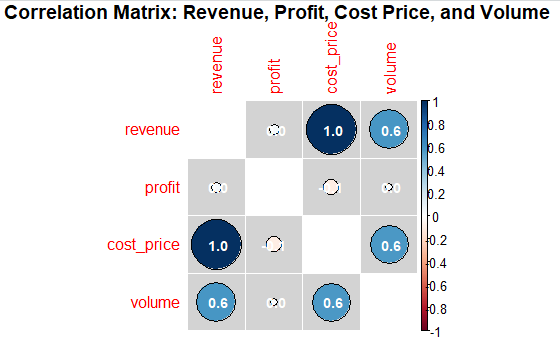 Correlation Matrix: Revenue, Profit, Cost Price, and Volume
revenue
profit
cost_price
volume
revenue 1.0 0.6
profit
cost_price 1.0 0.6
volume 0.6 0.6
1
0.8
0.6
0.4
0.2
0
-0.2
-0.4
-0.6
-0.8
-1